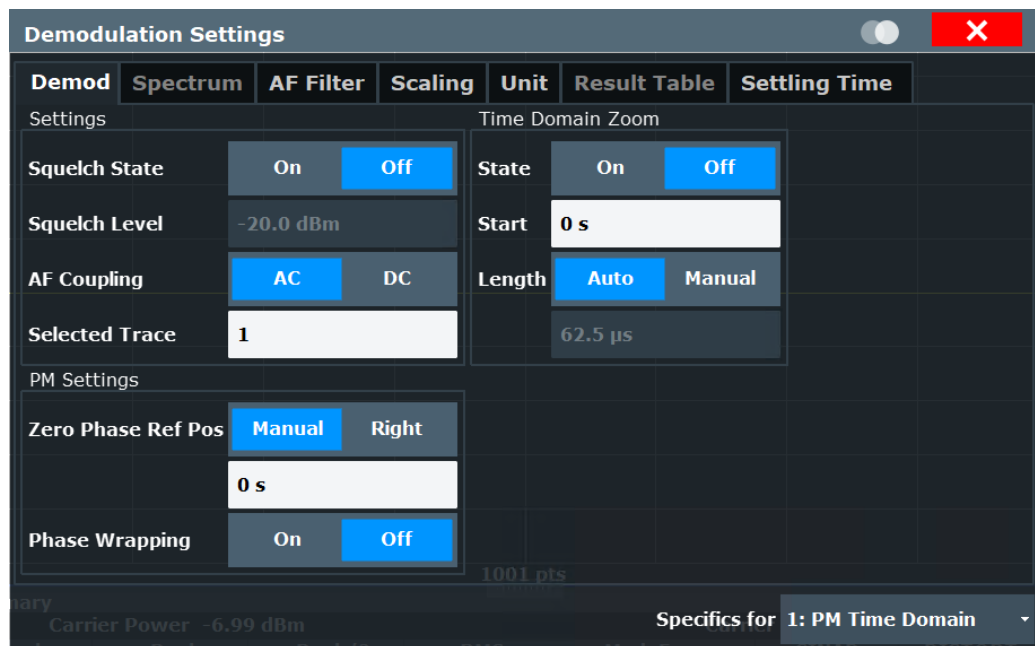 Demodulation Settings
Demod Spectrum AF Filter Scaling Unit Result Table Settling Time
Settings
Squelch State On Off
Squelch Level -20.0 dBm
AF Coupling AC DC
Selected Trace 1
Time Domain Zoom
State On Off
Start 0 s
Length Auto Manual
62.5 µs
PM Settings
Zero Phase Ref Pos Manual Right
0 s
Phase Wrapping On Off
1001 pts
Carrier Power -6.99 dBm
Specifics for 1: PM Time Domain